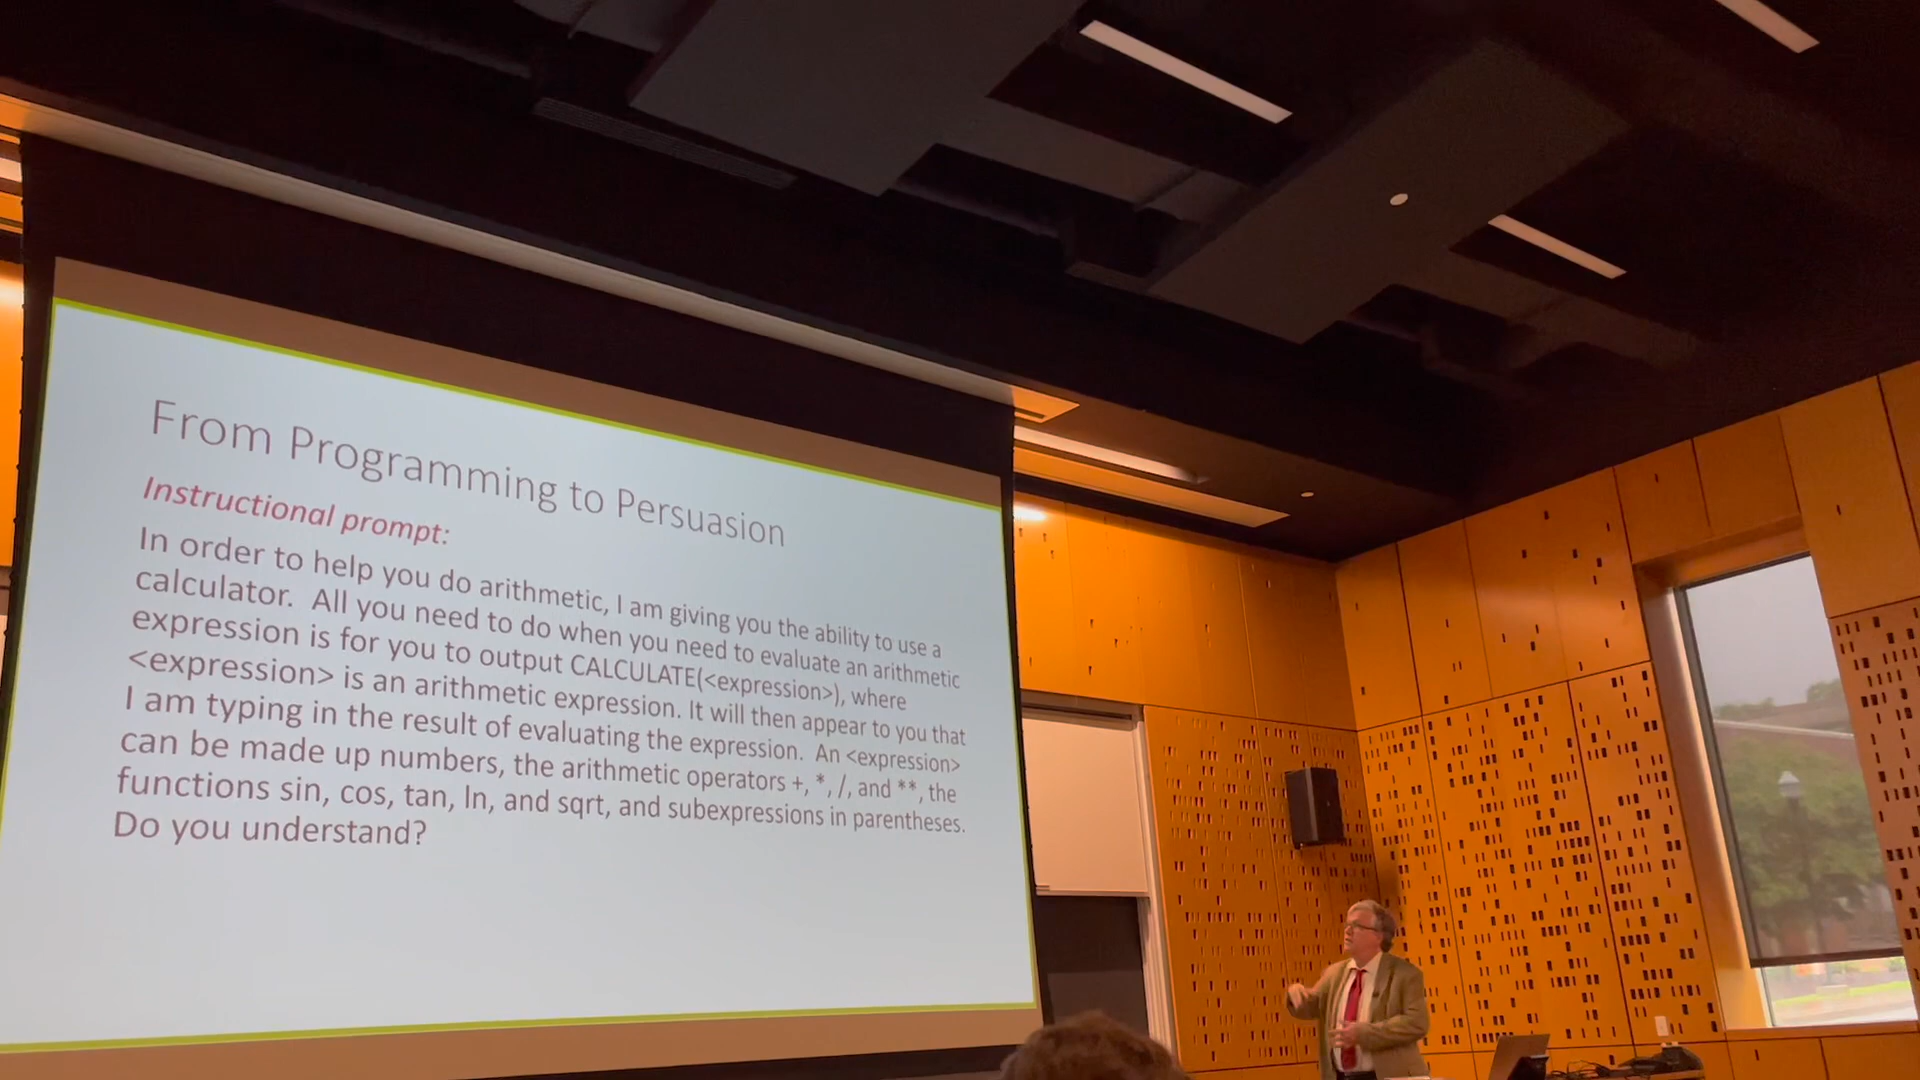 From Programming to Persuasion
Instructional prompt:
In order to help you do arithmetic, I am giving you the ability to use a
calculator. All you need to do when you need to evaluate an arithmetic
expression is for you to output CALCULATE(<expression>), where
<expression> is an arithmetic expression. It will then appear to you that
I am typing in the result of evaluating the expression. An <expression>
can be made up numbers, the arithmetic operators +, *, /, and **, the
functions sin, cos, tan, ln, and sqrt, and subexpressions in parentheses.
Do you understand?